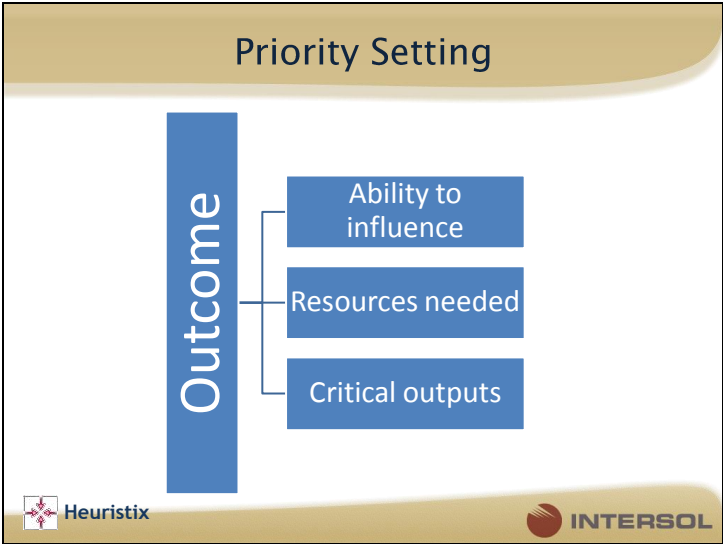 Priority Setting
Outcome
Ability to
influence
Resources needed
Critical outputs
Heuristix
INTERSOL